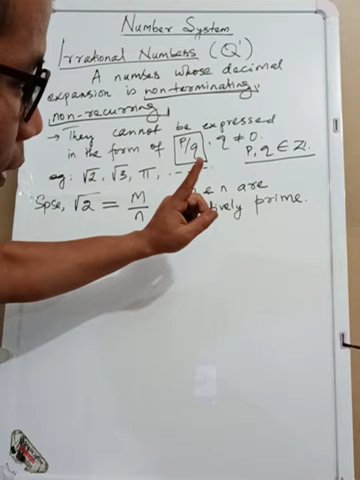 Number System
Irrational Numbers (Q')
A number whose decimal
expansion is non-terminating,
non-recurring
→ They cannot be expressed
in the form of P/q, q ≠ 0. P, q ∈ Z.
eg: √2, √3, π, ...
Spse, √2 = M/n n are
prime.